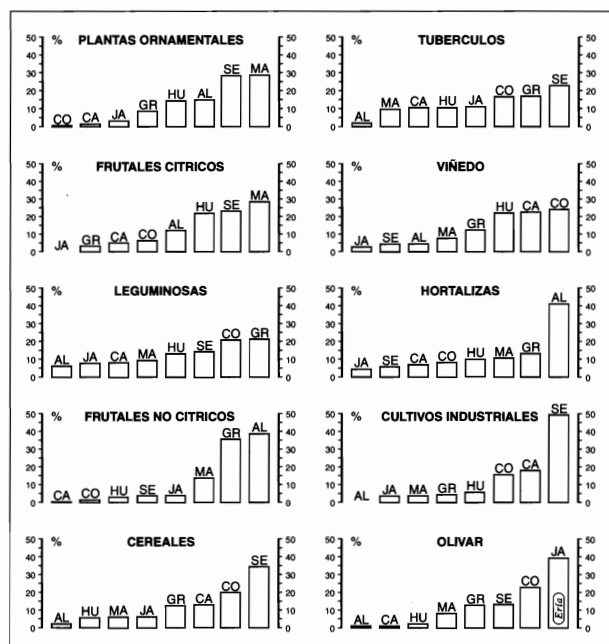 % PLANTAS ORNAMENTALES
50 40 30 20 10 0
CO CA JA GR HU AL SE MA
50 40 30 20 10 0
% TUBERCULOS
50 40 30 20 10 0
AL MA CA HU JA CO GR SE
50 40 30 20 10 0
% FRUTALES CITRICOS
50 40 30 20 10 0
JA GR CA CO AL HU SE MA
50 40 30 20 10 0
% VIÑEDO
50 40 30 20 10 0
JA SE AL MA GR HU CA CO
50 40 30 20 10 0
% LEGUMINOSAS
50 40 30 20 10 0
AL JA CA MA HU SE CO GR
50 40 30 20 10 0
% HORTALIZAS
50 40 30 20 10 0
JA SE CA CO HU MA GR AL
50 40 30 20 10 0
% FRUTALES NO CITRICOS
50 40 30 20 10 0
CA CO HU SE JA MA GR AL
50 40 30 20 10 0
% CULTIVOS INDUSTRIALES
50 40 30 20 10 0
AL JA MA GR HU CO CA SE
50 40 30 20 10 0
% CEREALES
50 40 30 20 10 0
AL HU MA JA GR CA CO SE
50 40 30 20 10 0
% OLIVAR
50 40 30 20 10 0
AL CA HU MA GR SE CO JA
50 40 30 20 10 0
Ería